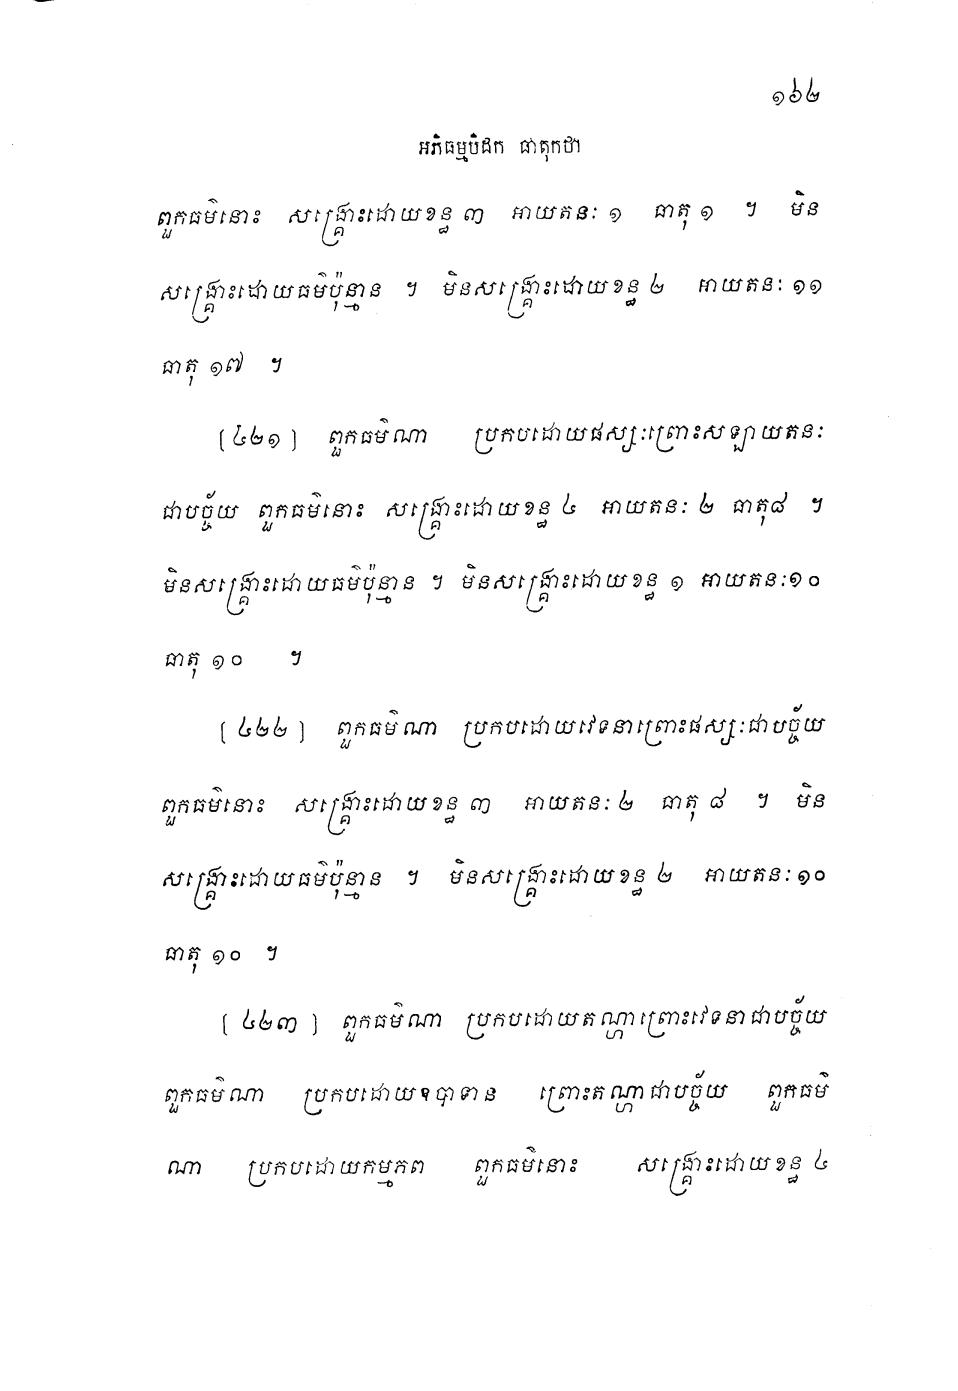 ១៦២
អភិធម្មបិដក ធាតុកថា
ពួកធម៌នោះ សង្គ្រោះដោយខន្ធ ៣ អាយតនៈ ១ ធាតុ ១ ។ មិន
សង្គ្រោះដោយធម៌ប៉ុន្មាន ។ មិនសង្គ្រោះដោយខន្ធ ២ អាយតនៈ ១១
ធាតុ ១៧ ។
[៤២១] ពួកធម៌ណា ប្រកបដោយផស្សៈព្រោះសឡាយតនៈ
ជាបច្ច័យ ពួកធម៌នោះ សង្គ្រោះដោយខន្ធ ៤ អាយតនៈ ២ ធាតុ៨ ។
មិនសង្គ្រោះដោយធម៌ប៉ុន្មាន ។ មិនសង្គ្រោះដោយខន្ធ ១ អាយតនៈ១០
ធាតុ ១០ ។
[៤២២] ពួកធម៌ណា ប្រកបដោយវេទនាព្រោះផស្សៈជាបច្ច័យ
ពួកធម៌នោះ សង្គ្រោះដោយខន្ធ ៣ អាយតនៈ ២ ធាតុ ៨ ។ មិន
សង្គ្រោះដោយធម៌ប៉ុន្មាន ។ មិនសង្គ្រោះដោយខន្ធ ២ អាយតនៈ ១០
ធាតុ ១០ ។
[៤២៣] ពួកធម៌ណា ប្រកបដោយតណ្ហាព្រោះវេទនាជាបច្ច័យ
ពួកធម៌ណា ប្រកបដោយឧបាទាន ព្រោះតណ្ហាជាបច្ច័យ ពួកធម៌
ណា ប្រកបដោយកម្មភព ពួកធម៌នោះ សង្គ្រោះដោយខន្ធ ៤